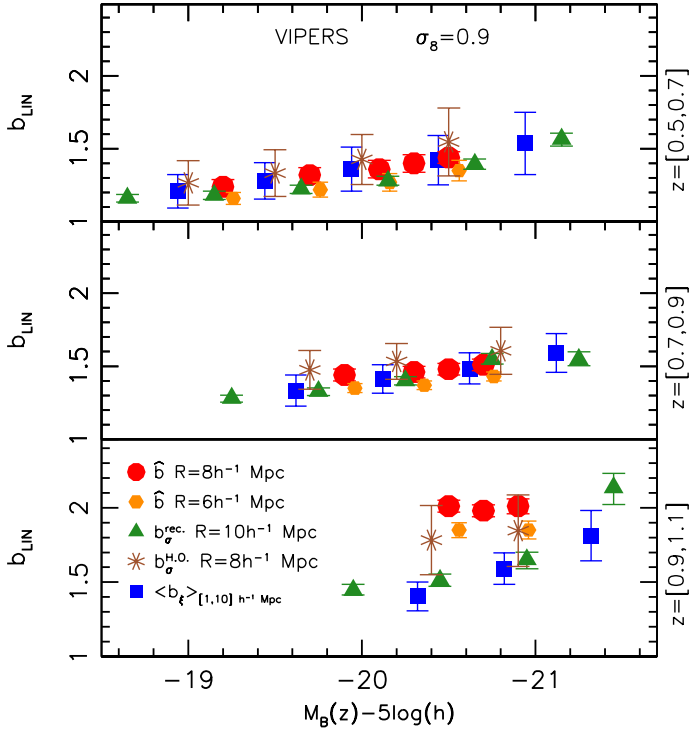 VIPERS σ₈=0.9
2
1.5
1
b_LIN
z=[0.5,0.7]
2
1.5
1
b_LIN
z=[0.7,0.9]
2
1.5
1
b_LIN
z=[0.9,1.1]
b̂ R=8h⁻¹ Mpc
b̂ R=6h⁻¹ Mpc
b_σ^rec. R=10h⁻¹ Mpc
b_σ^H.O. R=8h⁻¹ Mpc
<b_ξ>_[1,10] h⁻¹ Mpc
−19 −20 −21
M_B(z)−5log(h)